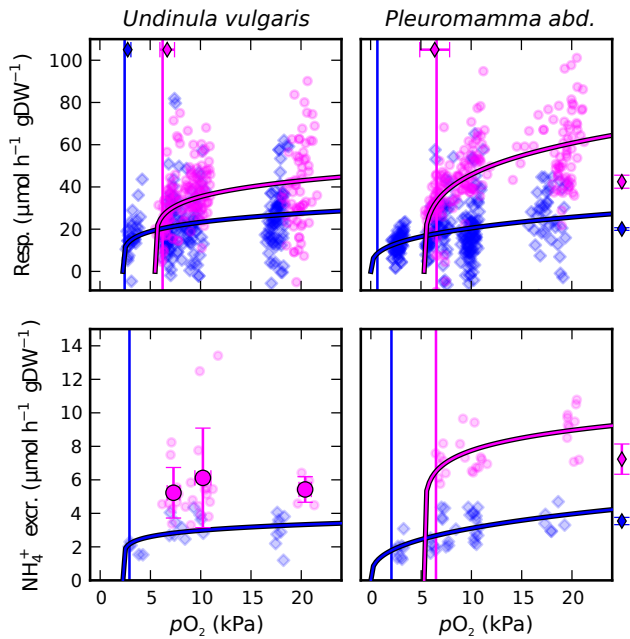 Undinula vulgaris
Pleuromamma abd.
Resp. (μmol h⁻¹ gDW⁻¹)
100
80
60
40
20
0
NH₄⁺ excr. (μmol h⁻¹ gDW⁻¹)
14
12
10
8
6
4
2
0
0 5 10 15 20
0 5 10 15 20
pO₂ (kPa)
pO₂ (kPa)